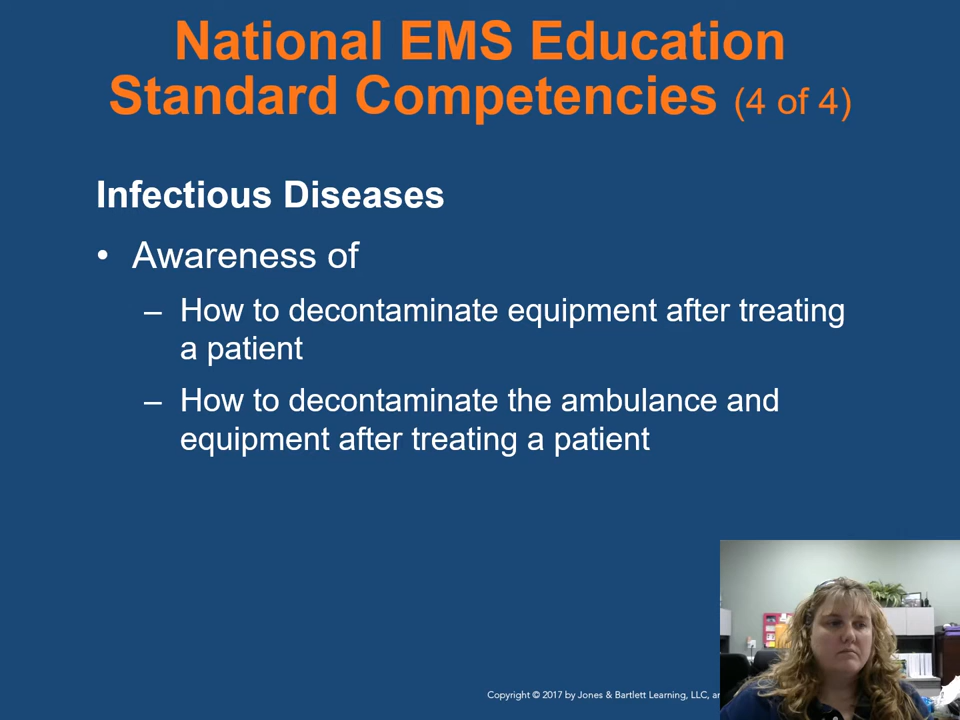 National EMS Education
Standard Competencies (4 of 4)
Infectious Diseases
• Awareness of
– How to decontaminate equipment after treating
a patient
– How to decontaminate the ambulance and
equipment after treating a patient
Copyright © 2017 by Jones & Bartlett Learning, LLC,